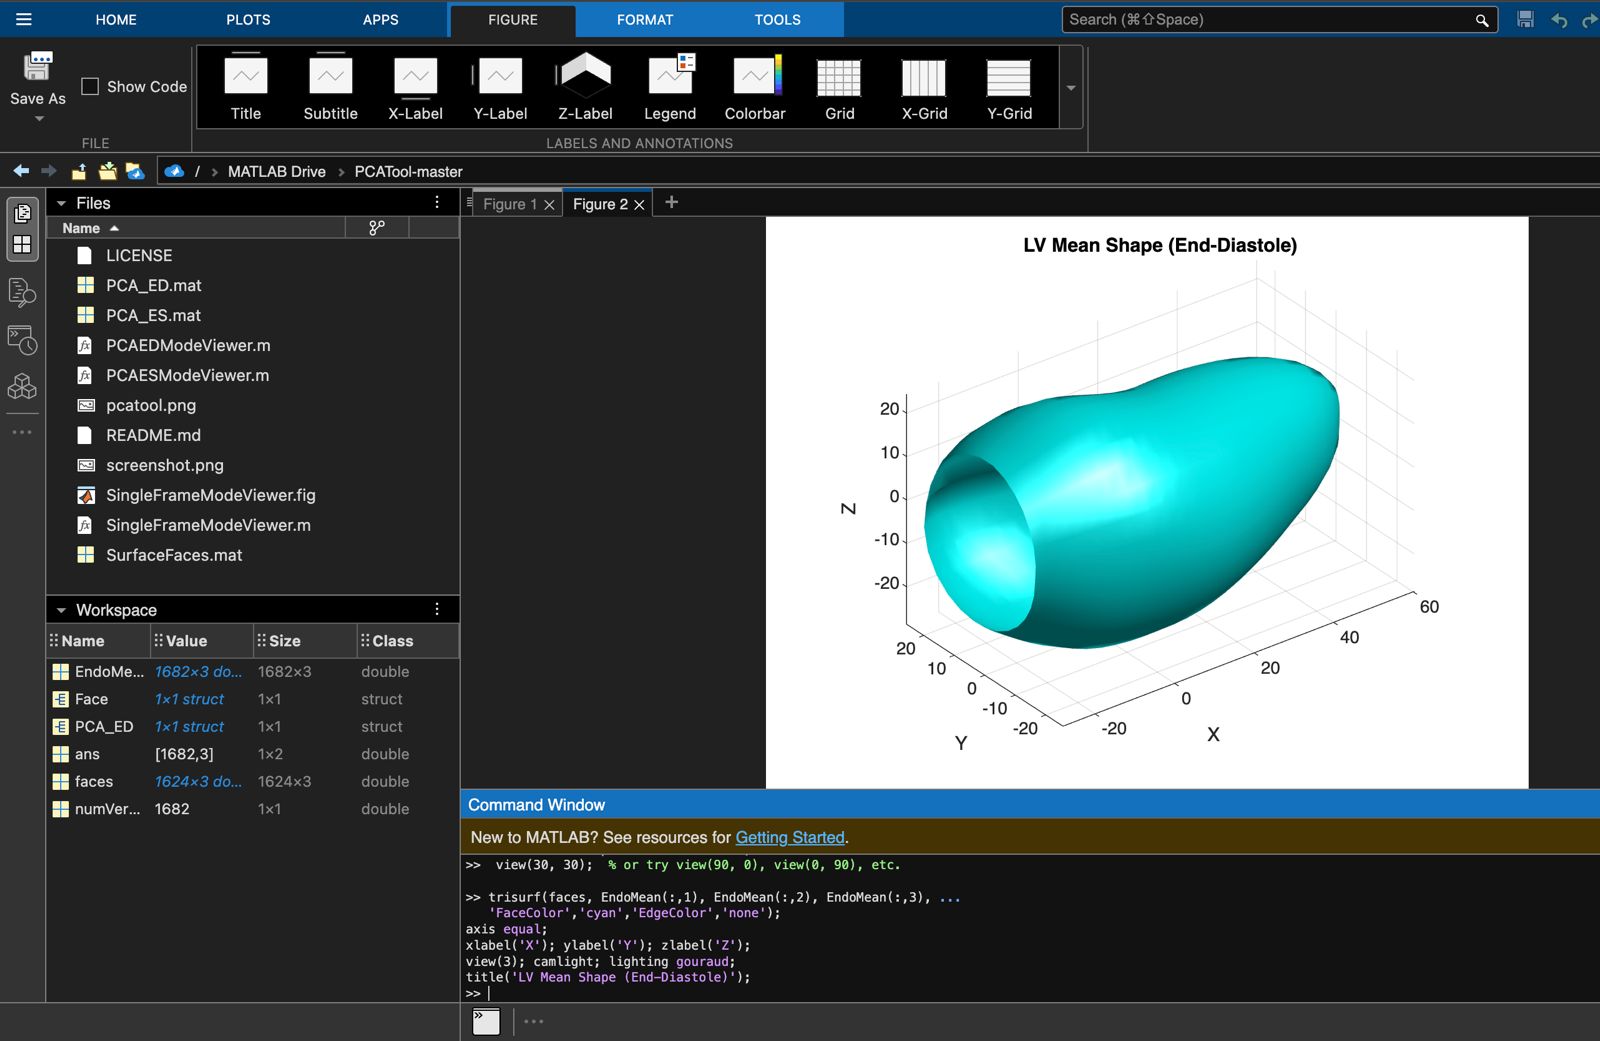 HOME PLOTS APPS FIGURE FORMAT TOOLS Search (⌘⇧Space)
Save As
Show Code
Title Subtitle X-Label Y-Label Z-Label Legend Colorbar Grid X-Grid Y-Grid
FILE LABELS AND ANNOTATIONS
/ › MATLAB Drive › PCATool-master
Files
Name
LICENSE
PCA_ED.mat
PCA_ES.mat
PCAEDModeViewer.m
PCAESModeViewer.m
pcatool.png
README.md
screenshot.png
SingleFrameModeViewer.fig
SingleFrameModeViewer.m
SurfaceFaces.mat
Workspace
Name Value Size Class
EndoMe... 1682×3 do... 1682×3 double
Face 1×1 struct 1×1 struct
PCA_ED 1×1 struct 1×1 struct
ans [1682,3] 1×2 double
faces 1624×3 do... 1624×3 double
numVer... 1682 1×1 double
Figure 1 × Figure 2 × +
LV Mean Shape (End-Diastole)
20
10
0
-10
-20
Z
20
10
0
-10
-20
Y
-20
0
20
40
60
X
Command Window
New to MATLAB? See resources for Getting Started.
>> view(30, 30); % or try view(90, 0), view(0, 90), etc.
>> trisurf(faces, EndoMean(:,1), EndoMean(:,2), EndoMean(:,3), ...
'FaceColor','cyan','EdgeColor','none');
axis equal;
xlabel('X'); ylabel('Y'); zlabel('Z');
view(3); camlight; lighting gouraud;
title('LV Mean Shape (End-Diastole)');
>>